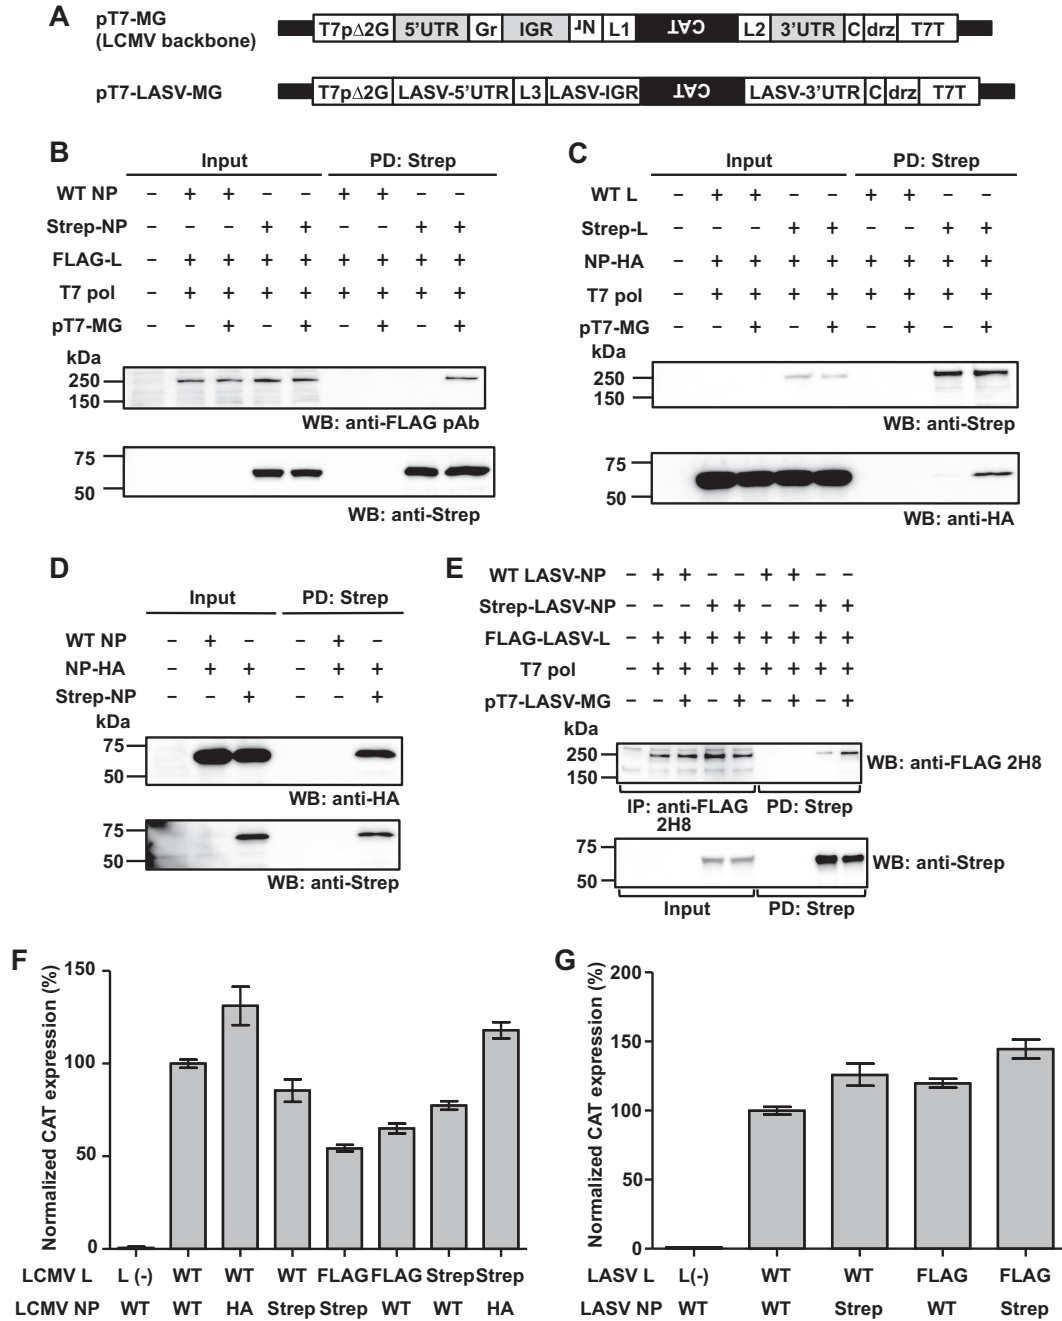 A
pT7-MG
(LCMV backbone)
T7pΔ2G 5'UTR Gr IGR Nr L1 CAT L2 3'UTR C drz T7T
pT7-LASV-MG
T7pΔ2G LASV-5'UTR L3 LASV-IGR CAT LASV-3'UTR C drz T7T
B
Input PD: Strep
WT NP – + + – – + + – –
Strep-NP – – – + + – – + +
FLAG-L – + + + + + + + +
T7 pol – + + + + + + + +
pT7-MG – – + – + – + – +
kDa
250
150
WB: anti-FLAG pAb
75
50
WB: anti-Strep
C
Input PD: Strep
WT L – + + – – + + – –
Strep-L – – – + + – – + +
NP-HA – + + + + + + + +
T7 pol – + + + + + + + +
pT7-MG – – + – + – + – +
kDa
250
150
WB: anti-Strep
75
50
WB: anti-HA
D
Input PD: Strep
WT NP – + – – + –
NP-HA – + + – + +
Strep-NP – – + – – +
kDa
75
50
WB: anti-HA
75
50
WB: anti-Strep
E
WT LASV-NP – + + – – + + – –
Strep-LASV-NP – – – + + – – + +
FLAG-LASV-L – + + + + + + + +
T7 pol – + + + + + + + +
pT7-LASV-MG – – + – + – + – +
kDa
250
150
WB: anti-FLAG 2H8
IP: anti-FLAG
2H8
PD: Strep
75
50
WB: anti-Strep
Input PD: Strep
F
Normalized CAT expression (%)
150
100
50
0
LCMV L L (-) WT WT WT FLAG FLAG Strep Strep
LCMV NP WT WT HA Strep Strep WT WT HA
G
Normalized CAT expression (%)
200
150
100
50
0
LASV L L(-) WT WT FLAG FLAG
LASV NP WT WT Strep WT Strep